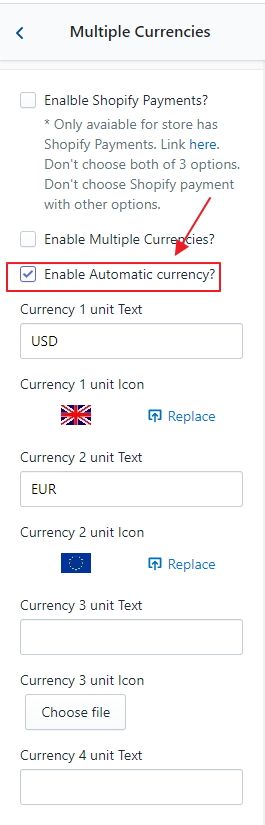 Multiple Currencies
Enalble Shopify Payments?
* Only avaiable for store has
Shopify Payments. Link here.
Don't choose both of 3 options.
Don't choose Shopify payment
with other options.
Enable Multiple Currencies?
Enable Automatic currency?
Currency 1 unit Text
USD
Currency 1 unit Icon
Replace
Currency 2 unit Text
EUR
Currency 2 unit Icon
Replace
Currency 3 unit Text
Currency 3 unit Icon
Choose file
Currency 4 unit Text